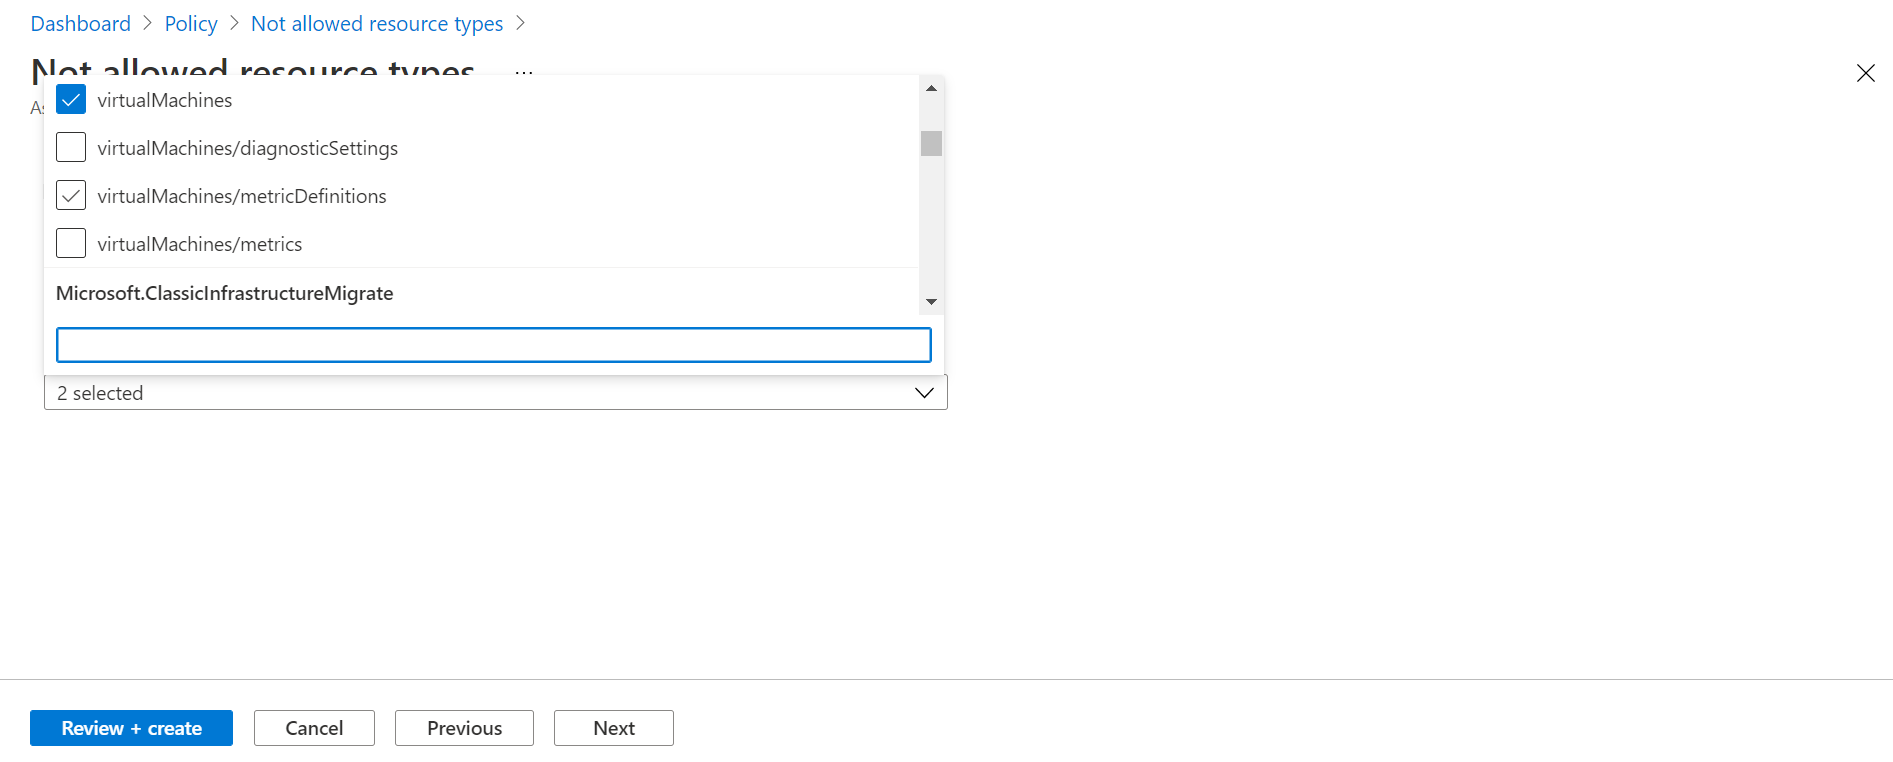 Dashboard > Policy > Not allowed resource types >
Not allowed resource types ...
As
virtualMachines
virtualMachines/diagnosticSettings
virtualMachines/metricDefinitions
virtualMachines/metrics
Microsoft.ClassicInfrastructureMigrate
2 selected
Review + create Cancel Previous Next